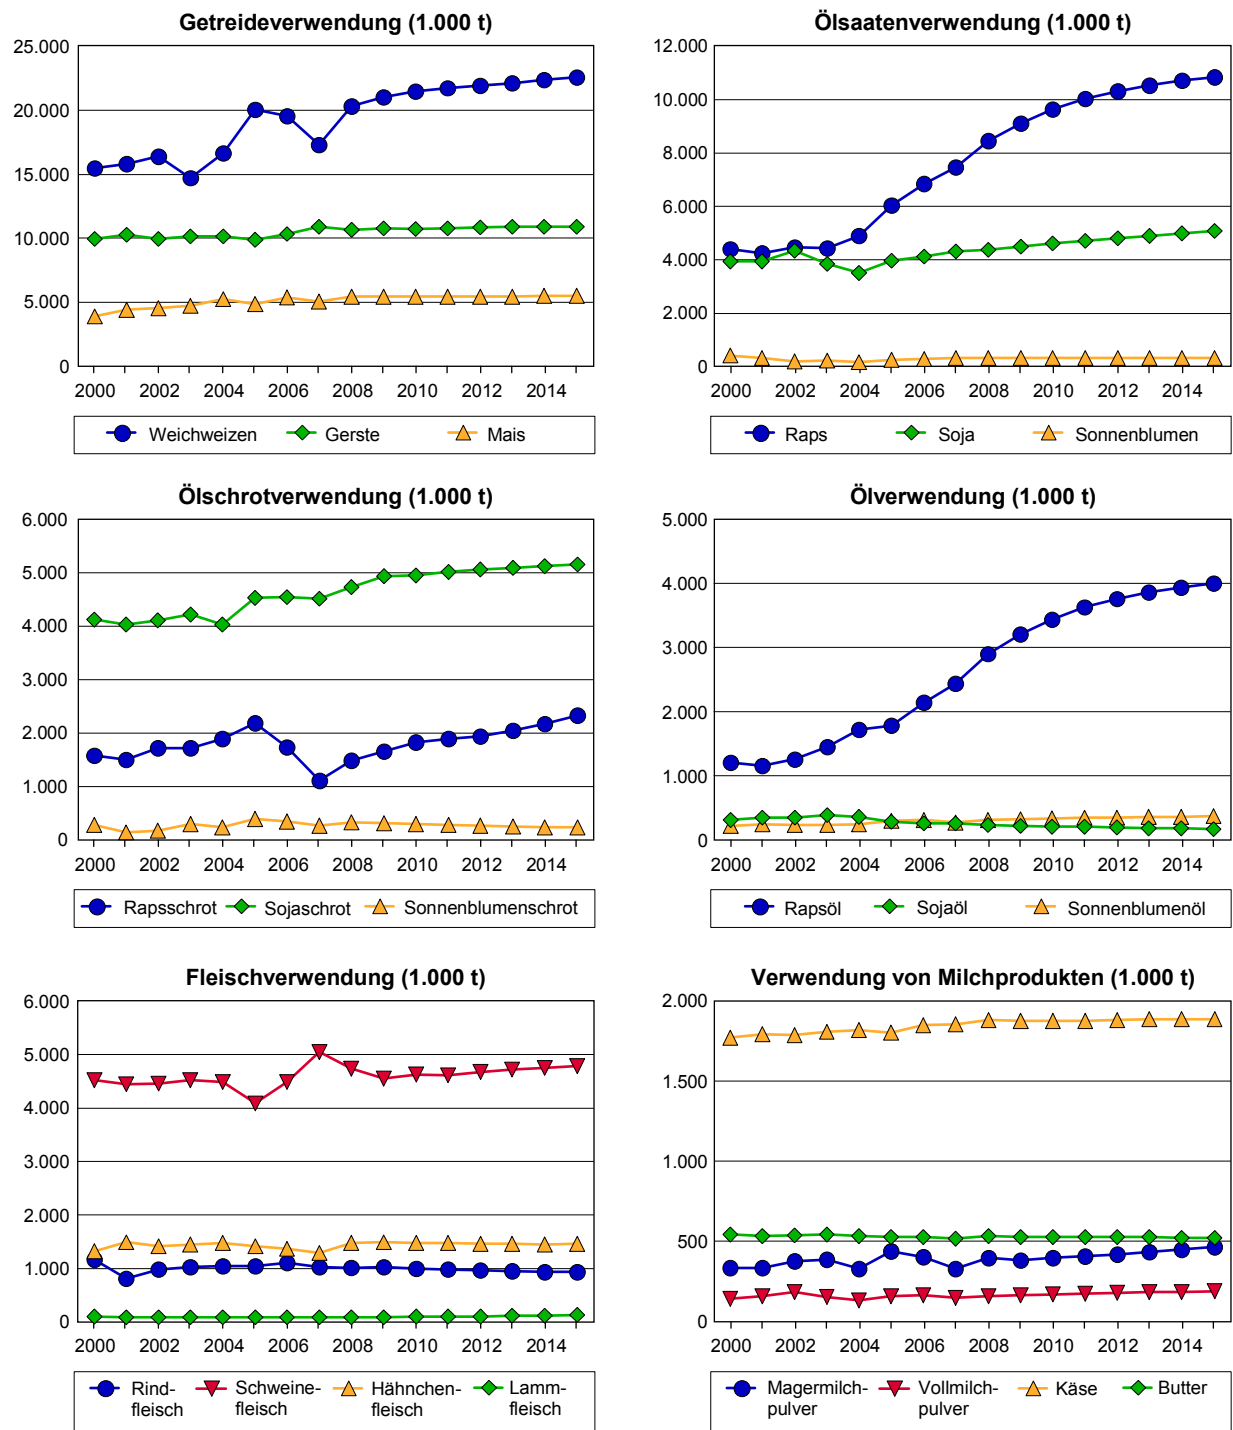 Getreideverwendung (1.000 t)
25.000
20.000
15.000
10.000
5.000
0
2000 2002 2004 2006 2008 2010 2012 2014
Weichweizen Gerste Mais
Ölsaatenverwendung (1.000 t)
12.000
10.000
8.000
6.000
4.000
2.000
0
2000 2002 2004 2006 2008 2010 2012 2014
Raps Soja Sonnenblumen
Ölschrotverwendung (1.000 t)
6.000
5.000
4.000
3.000
2.000
1.000
0
2000 2002 2004 2006 2008 2010 2012 2014
Rapsschrot Sojaschrot Sonnenblumenschrot
Ölverwendung (1.000 t)
5.000
4.000
3.000
2.000
1.000
0
2000 2002 2004 2006 2008 2010 2012 2014
Rapsöl Sojaöl Sonnenblumenöl
Fleischverwendung (1.000 t)
6.000
5.000
4.000
3.000
2.000
1.000
0
2000 2002 2004 2006 2008 2010 2012 2014
Rind- Schweine- Hähnchen- Lamm-
fleisch fleisch fleisch fleisch
Verwendung von Milchprodukten (1.000 t)
2.000
1.500
1.000
500
0
2000 2002 2004 2006 2008 2010 2012 2014
Magermilch- Vollmilch- Käse Butter
pulver pulver